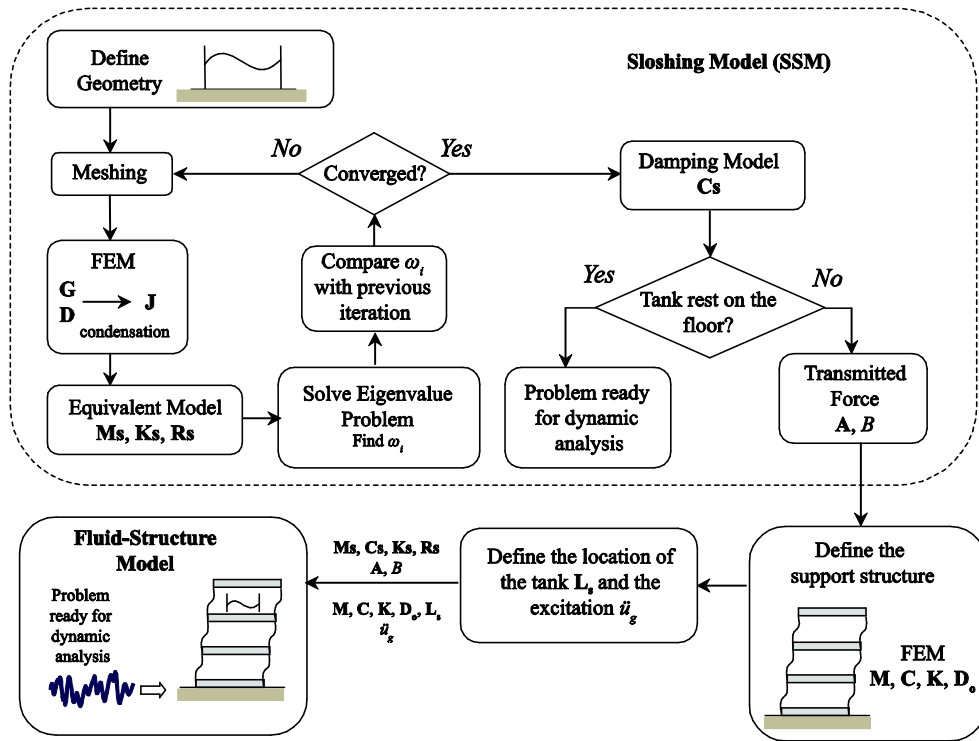 Define
Geometry
Sloshing Model (SSM)
Meshing
No
Converged?
Yes
Damping Model
Cs
FEM
G
D
J
condensation
Compare ωi
with previous
iteration
Yes
Tank rest on the
floor?
No
Equivalent Model
Ms, Ks, Rs
Solve Eigenvalue
Problem
Find ωi
Problem ready
for dynamic
analysis
Transmitted
Force
A, B
Fluid-Structure
Model
Problem
ready for
dynamic
analysis
Ms, Cs, Ks, Rs
A, B
M, C, K, Do, Ls
üg
Define the location of
the tank Ls and the
excitation üg
Define the
support structure
FEM
M, C, K, Do